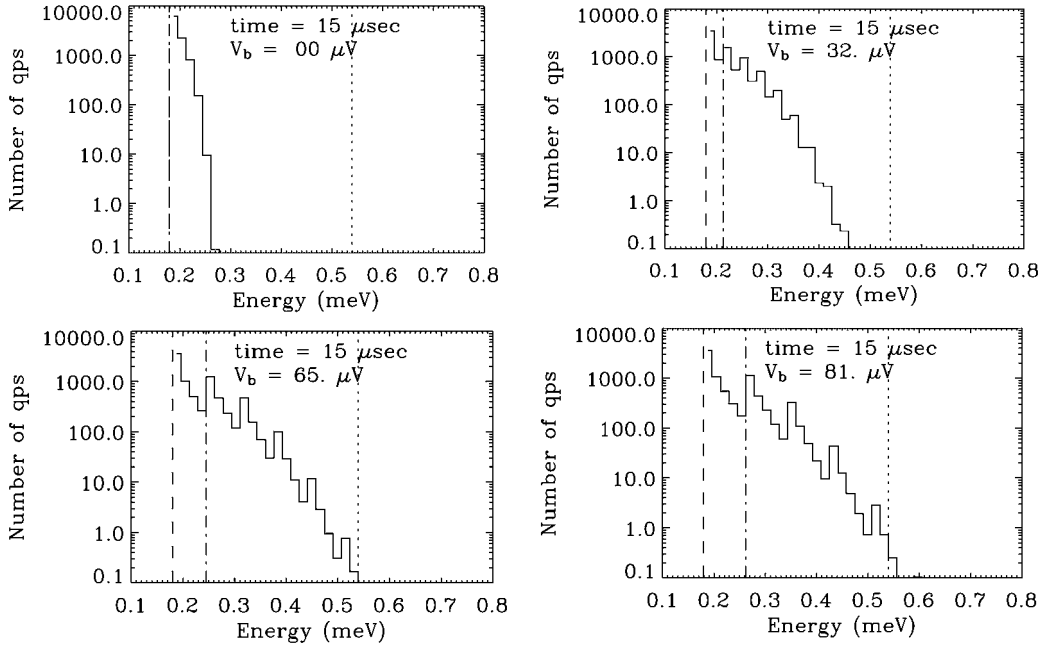 10000.0
1000.0
100.0
10.0
1.0
0.1
Number of qps
time = 15 μsec
V_b = 00 μV
0.1 0.2 0.3 0.4 0.5 0.6 0.7 0.8
Energy (meV)
10000.0
1000.0
100.0
10.0
1.0
0.1
Number of qps
time = 15 μsec
V_b = 32. μV
0.1 0.2 0.3 0.4 0.5 0.6 0.7 0.8
Energy (meV)
10000.0
1000.0
100.0
10.0
1.0
0.1
Number of qps
time = 15 μsec
V_b = 65. μV
0.1 0.2 0.3 0.4 0.5 0.6 0.7 0.8
Energy (meV)
10000.0
1000.0
100.0
10.0
1.0
0.1
Number of qps
time = 15 μsec
V_b = 81. μV
0.1 0.2 0.3 0.4 0.5 0.6 0.7 0.8
Energy (meV)